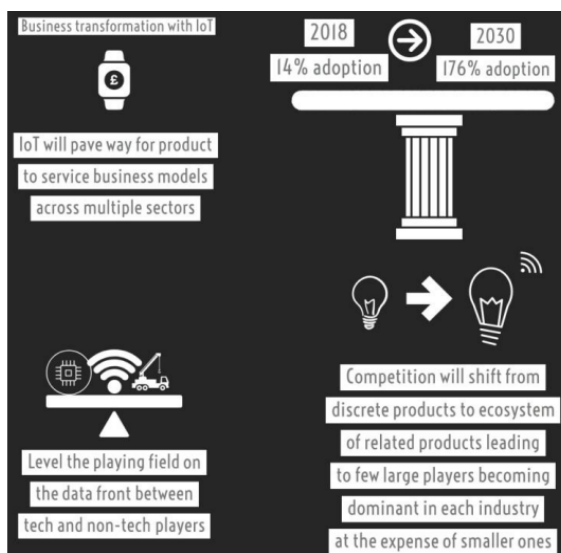 Business transformation with IoT
£
IoT will pave way for product
to service business models
across multiple sectors
2018
14% adoption
2030
176% adoption
Level the playing field on
the data front between
tech and non-tech players
Competition will shift from
discrete products to ecosystem
of related products leading
to few large players becoming
dominant in each industry
at the expense of smaller ones